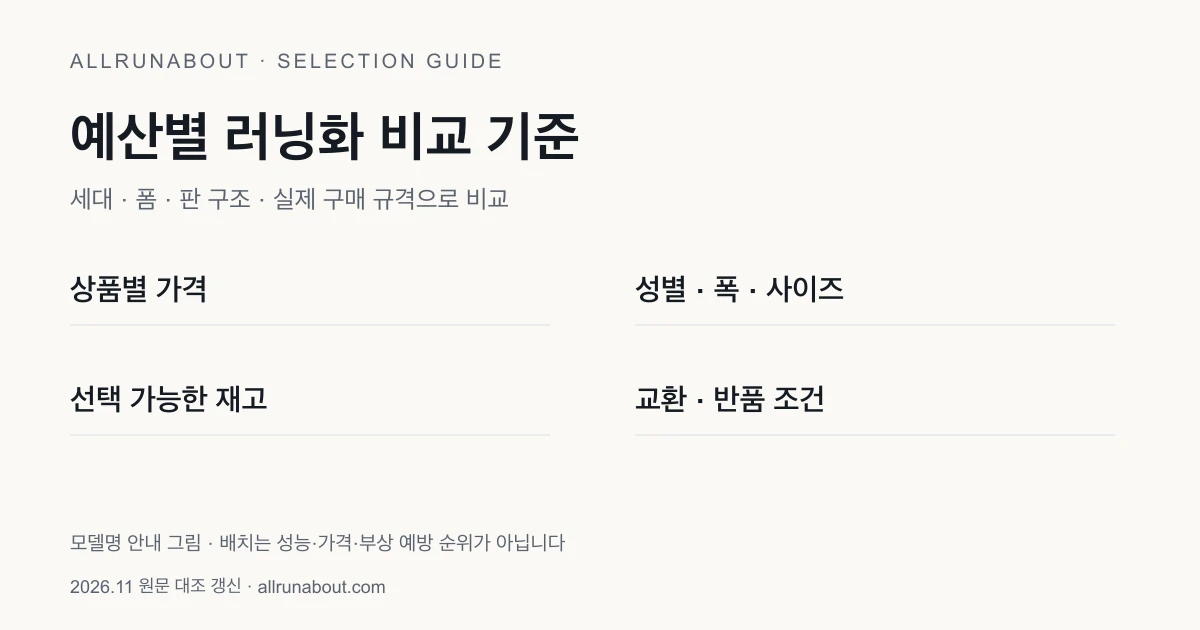 ALLRUNABOUT · SELECTION GUIDE
예산별 러닝화 비교 기준
세대 · 폼 · 판 구조 · 실제 구매 규격으로 비교
상품별 가격
성별 · 폭 · 사이즈
선택 가능한 재고
교환 · 반품 조건
모델명 안내 그림 · 배치는 성능·가격·부상 예방 순위가 아닙니다
2026.11 원문 대조 갱신 · allrunabout.com